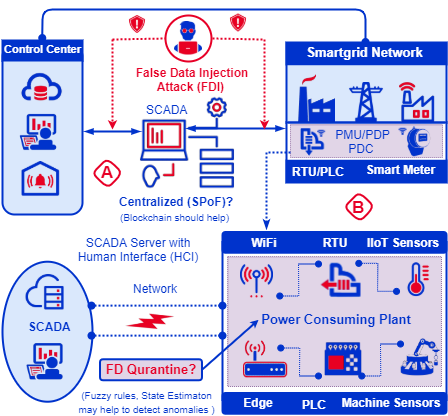 Control Center
Smartgrid Network
False Data Injection
Attack (FDI)
SCADA
PMU/PDP
PDC
RTU/PLC
Smart Meter
A
Centralized (SPoF)?
(Blockchain should help)
B
SCADA Server with
Human Interface (HCI)
WiFi
RTU
IIoT Sensors
Network
SCADA
Power Consuming Plant
FD Qurantine?
(Fuzzy rules, State Estimaton
may help to detect anomalies )
Edge
PLC
Machine Sensors